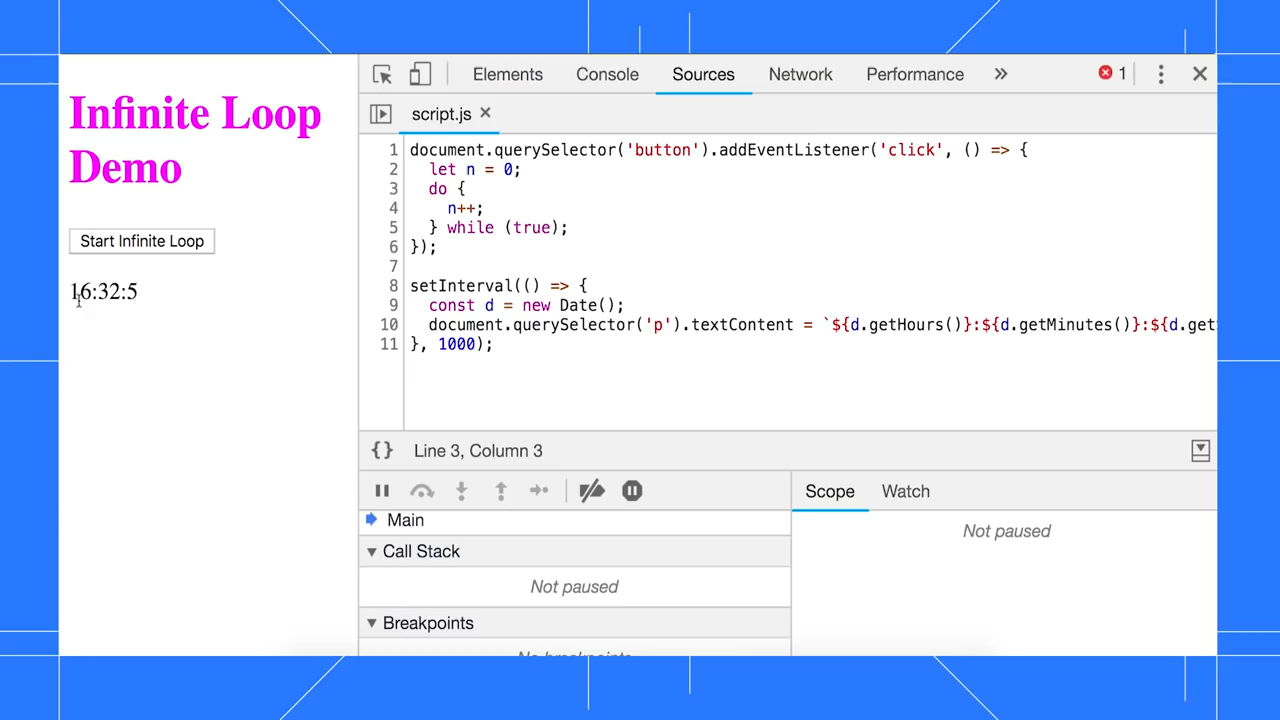 Infinite Loop
Demo
Start Infinite Loop
16:32:5
Elements Console Sources Network Performance » 1
script.js
1 document.querySelector('button').addEventListener('click', () => {
2 let n = 0;
3 do {
4 n++;
5 } while (true);
6 });
7
8 setInterval(() => {
9 const d = new Date();
10 document.querySelector('p').textContent = `${d.getHours()}:${d.getMinutes()}:${d.get
11 }, 1000);
{} Line 3, Column 3
Main
Call Stack
Not paused
Breakpoints
No breakpoints
Scope Watch
Not paused